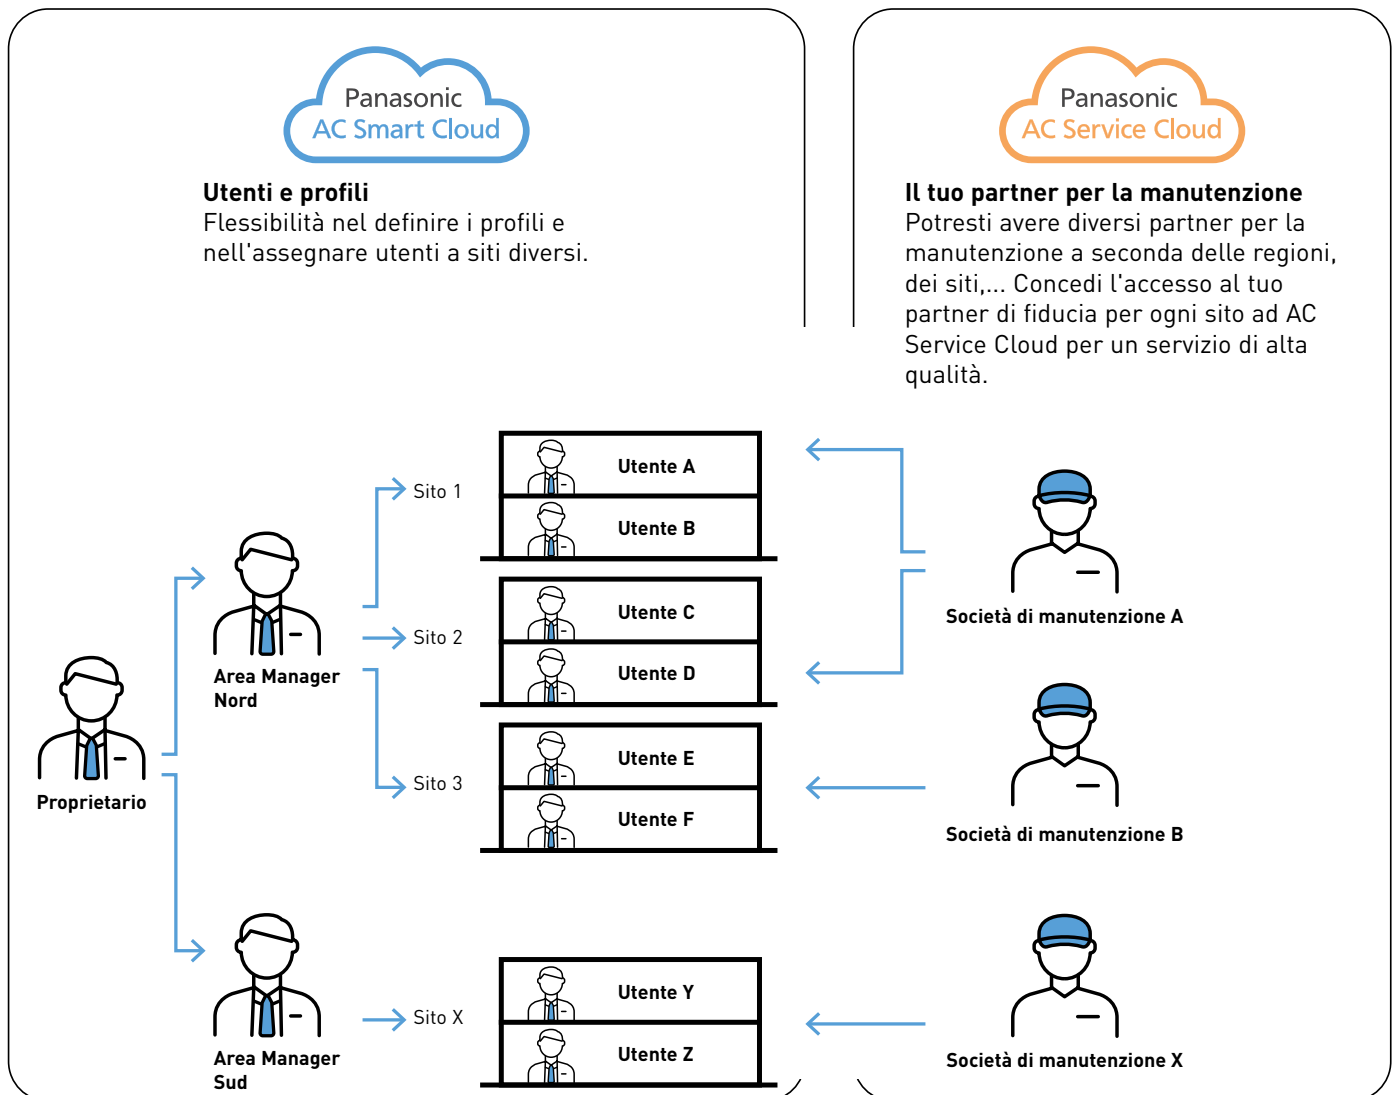 Panasonic
AC Smart Cloud
Utenti e profili
Flessibilità nel definire i profili e
nell'assegnare utenti a siti diversi.
Panasonic
AC Service Cloud
Il tuo partner per la manutenzione
Potresti avere diversi partner per la
manutenzione a seconda delle regioni,
dei siti,... Concedi l'accesso al tuo
partner di fiducia per ogni sito ad AC
Service Cloud per un servizio di alta
qualità.
Proprietario
Area Manager
Nord
Area Manager
Sud
Sito 1
Sito 2
Sito 3
Sito X
Utente A
Utente B
Utente C
Utente D
Utente E
Utente F
Utente Y
Utente Z
Società di manutenzione A
Società di manutenzione B
Società di manutenzione X